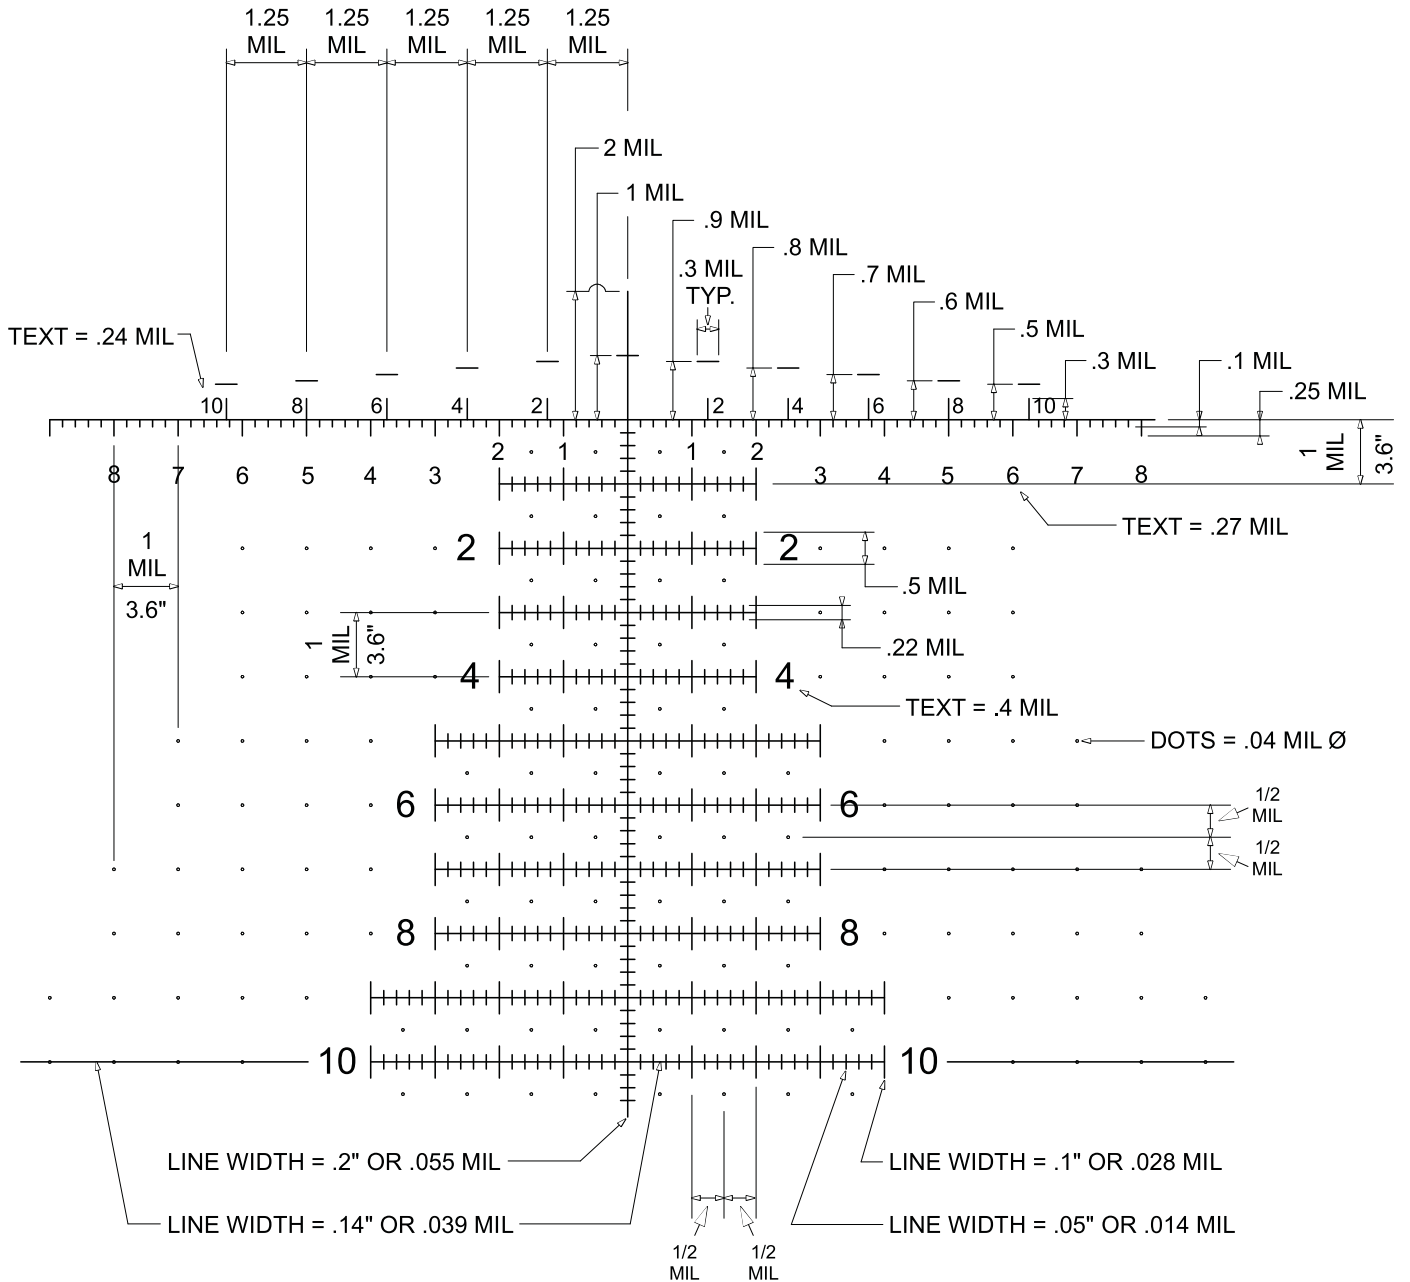 1.25 1.25 1.25 1.25 1.25
MIL MIL MIL MIL MIL
2 MIL
1 MIL
.9 MIL
.8 MIL
.3 MIL
TYP.
.7 MIL
.6 MIL
.5 MIL
TEXT = .24 MIL
.3 MIL
.1 MIL
.25 MIL
10 8 6 4 2 2 4 6 8 10
2 1 1 2
1
MIL
3.6"
8 7 6 5 4 3 3 4 5 6 7 8
TEXT = .27 MIL
1
MIL
3.6"
2 2
.5 MIL
1
MIL
3.6"
.22 MIL
4 4
TEXT = .4 MIL
DOTS = .04 MIL Ø
6 6
1/2
MIL
1/2
MIL
8 8
10 10
LINE WIDTH = .2" OR .055 MIL
LINE WIDTH = .1" OR .028 MIL
LINE WIDTH = .14" OR .039 MIL
LINE WIDTH = .05" OR .014 MIL
1/2 1/2
MIL MIL